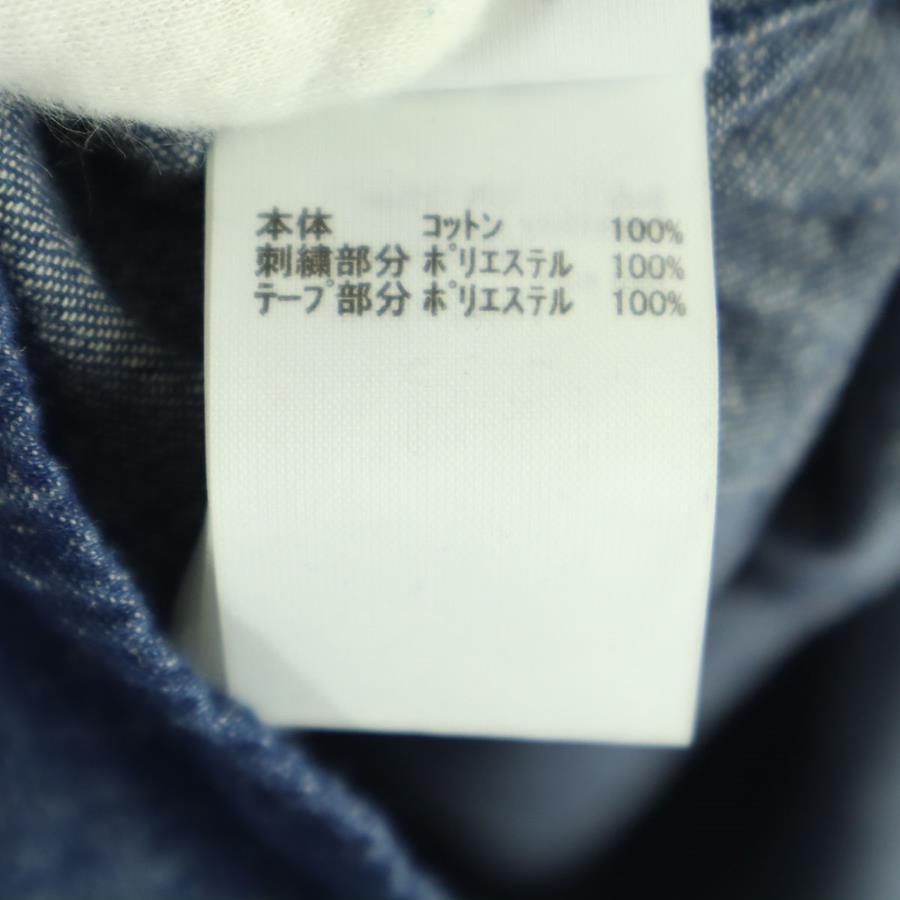 本体 コットン 100%
刺繍部分 ポリエステル 100%
テープ部分 ポリエステル 100%